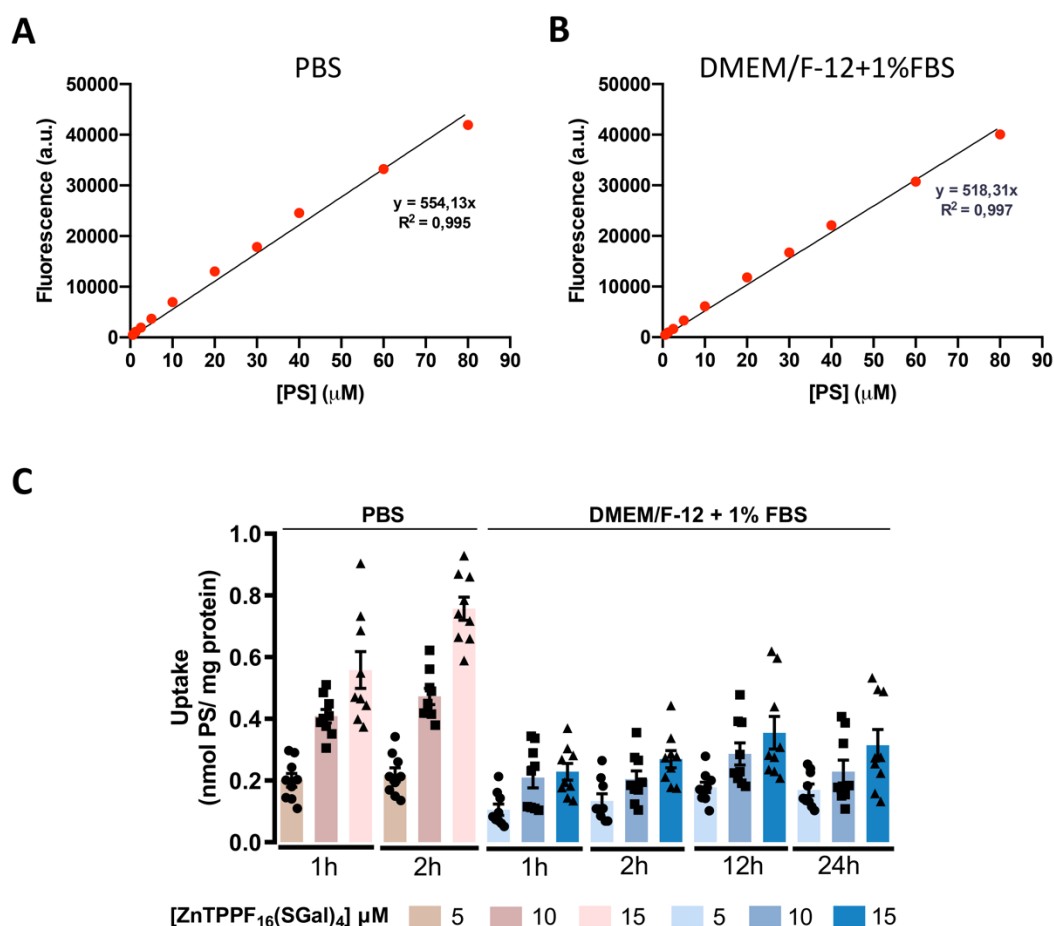 A
B
PBS
DMEM/F-12+1%FBS
50000
40000
30000
20000
10000
0
Fluorescence (a.u.)
y = 554,13x
R² = 0,995
0 10 20 30 40 50 60 70 80 90
[PS] (μM)
50000
40000
30000
20000
10000
0
Fluorescence (a.u.)
y = 518,31x
R² = 0,997
0 10 20 30 40 50 60 70 80 90
[PS] (μM)
C
PBS
DMEM/F-12 + 1% FBS
1.0
0.8
0.6
0.4
0.2
0.0
Uptake
(nmol PS/ mg protein)
1h 2h 1h 2h 12h 24h
[ZnTPPF₁₆(SGal)₄] μM 5 10 15 5 10 15